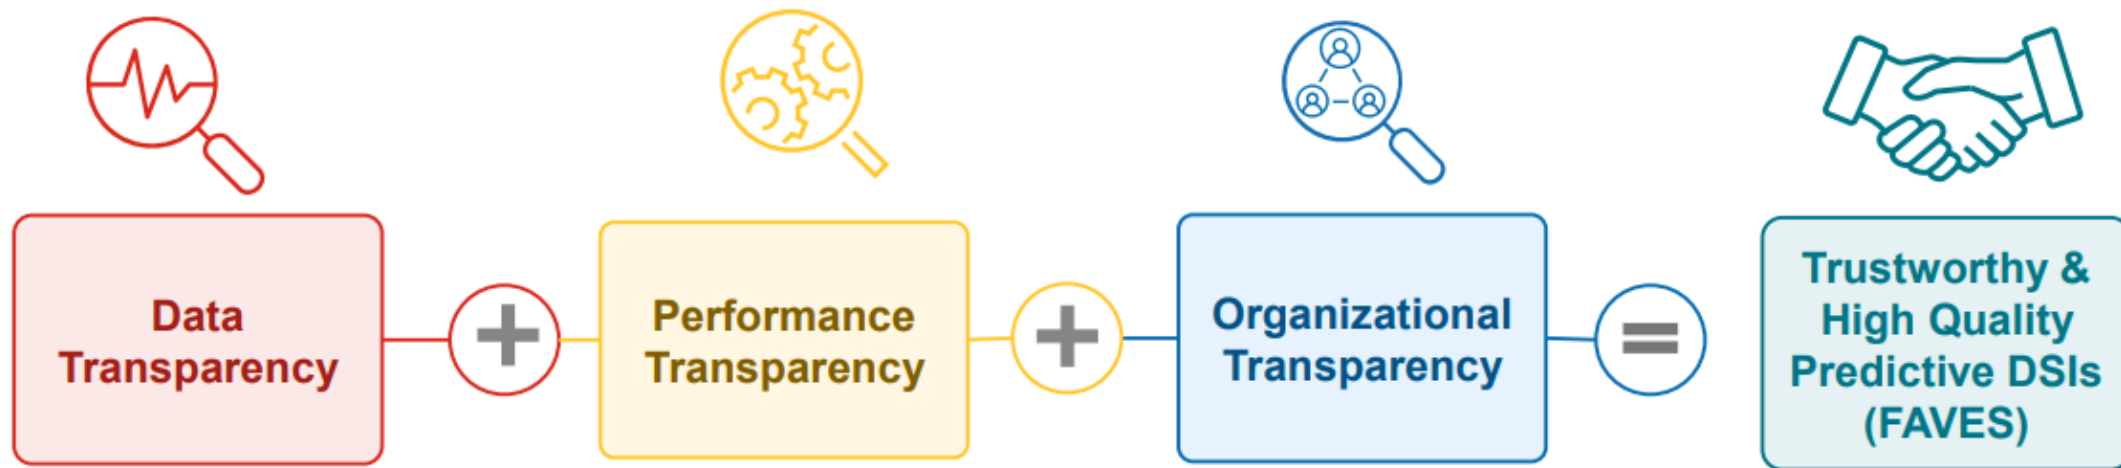 Data
Transparency
+
Performance
Transparency
+
Organizational
Transparency
=
Trustworthy &
High Quality
Predictive DSIs
(FAVES)